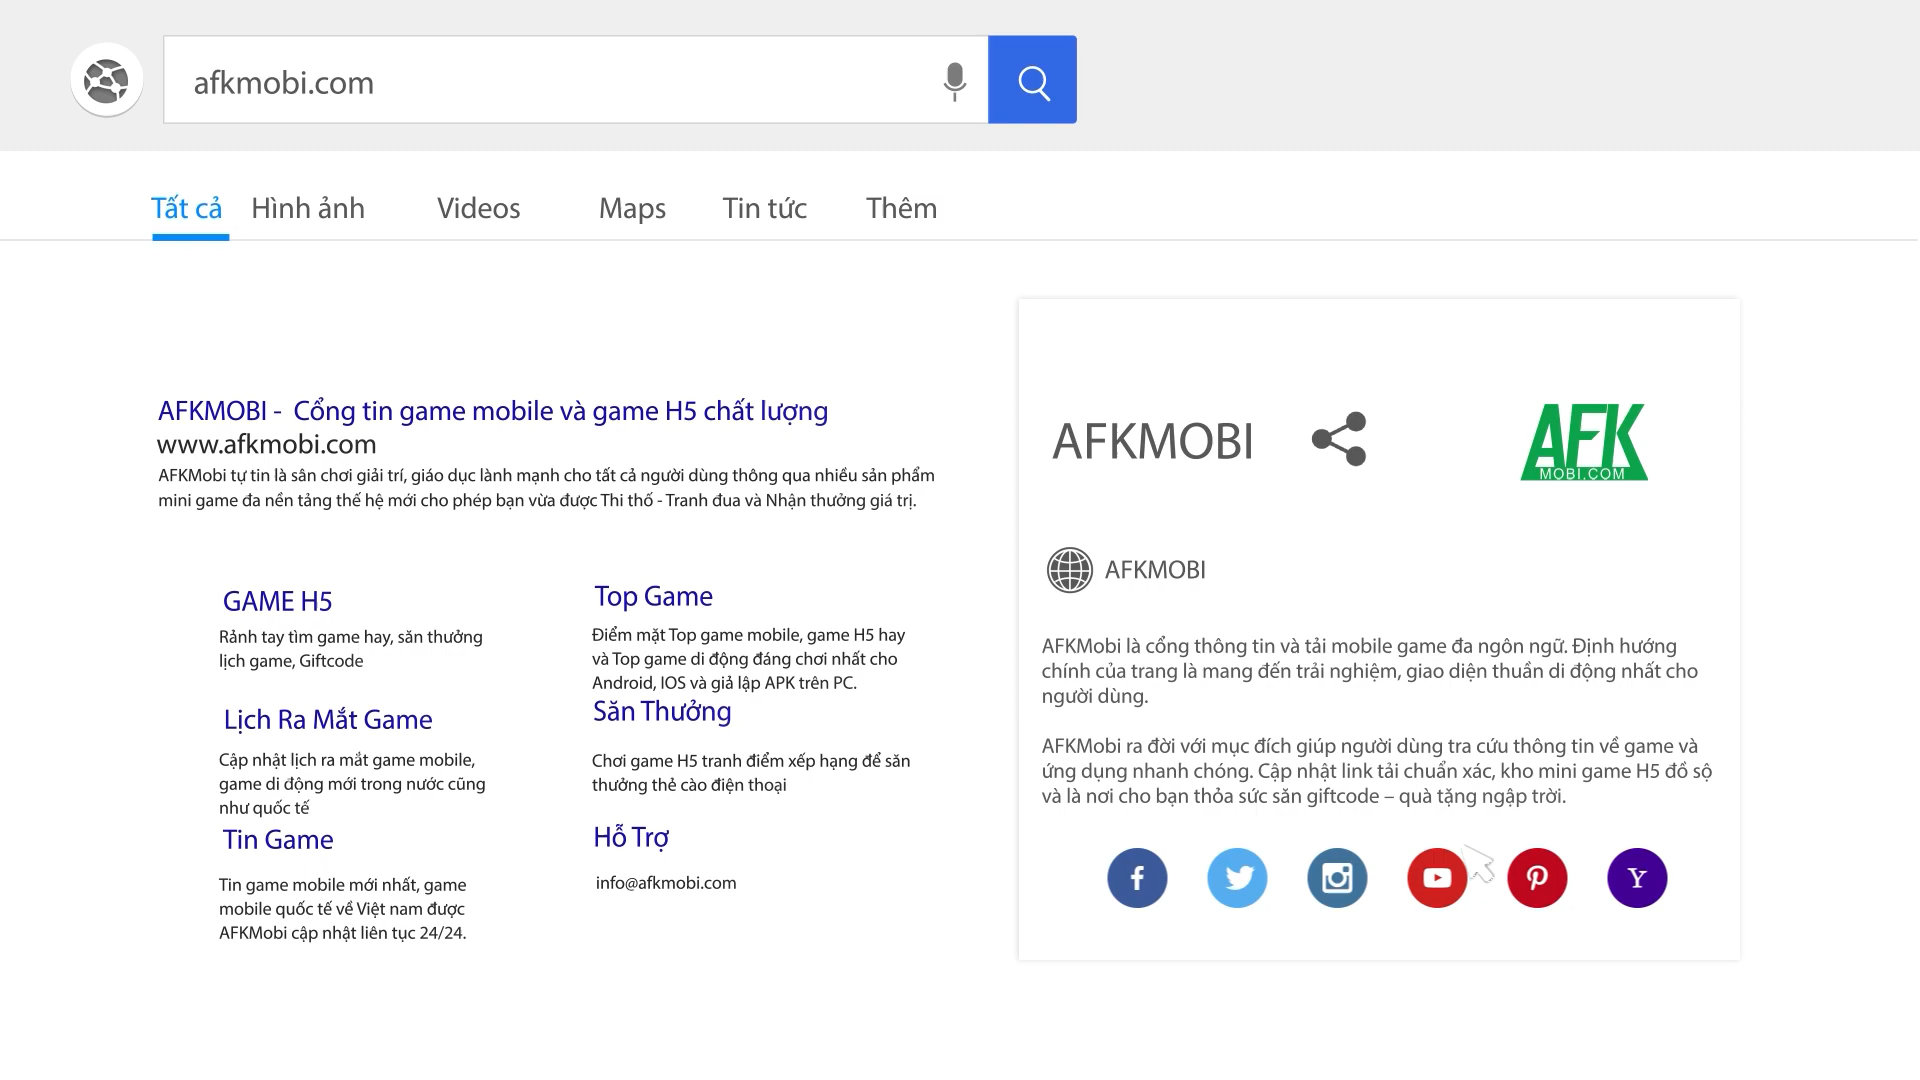 afkmobi.com
Tất cả Hình ảnh Videos Maps Tin tức Thêm
AFKMOBI - Cổng tin game mobile và game H5 chất lượng
www.afkmobi.com
AFKMobi tự tin là sân chơi giải trí, giáo dục lành mạnh cho tất cả người dùng thông qua nhiều sản phẩm
mini game đa nền tảng thế hệ mới cho phép bạn vừa được Thi thố - Tranh đua và Nhận thưởng giá trị.
GAME H5
Rảnh tay tìm game hay, săn thưởng
lịch game, Giftcode
Lịch Ra Mắt Game
Cập nhật lịch ra mắt game mobile,
game di động mới trong nước cũng
như quốc tế
Tin Game
Tin game mobile mới nhất, game
mobile quốc tế về Việt nam được
AFKMobi cập nhật liên tục 24/24.
Top Game
Điểm mặt Top game mobile, game H5 hay
và Top game di động đáng chơi nhất cho
Android, IOS và giả lập APK trên PC.
Săn Thưởng
Chơi game H5 tranh điểm xếp hạng để săn
thưởng thẻ cào điện thoại
Hỗ Trợ
info@afkmobi.com
AFKMOBI
AFK
MOBI.COM
AFKMOBI
AFKMobi là cổng thông tin và tải mobile game đa ngôn ngữ. Định hướng
chính của trang là mang đến trải nghiệm, giao diện thuần di động nhất cho
người dùng.
AFKMobi ra đời với mục đích giúp người dùng tra cứu thông tin về game và
ứng dụng nhanh chóng. Cập nhật link tải chuẩn xác, kho mini game H5 đồ sộ
và là nơi cho bạn thỏa sức săn giftcode – quà tặng ngập trời.